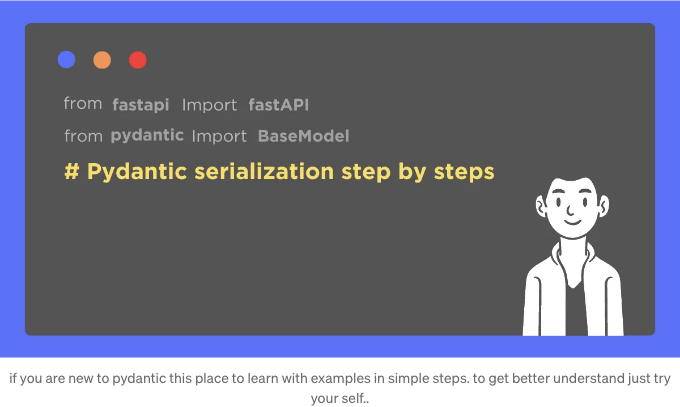 from fastapi Import fastAPI
from pydantic Import BaseModel
# Pydantic serialization step by steps
if you are new to pydantic this place to learn with examples in simple steps. to get better understand just try
your self..